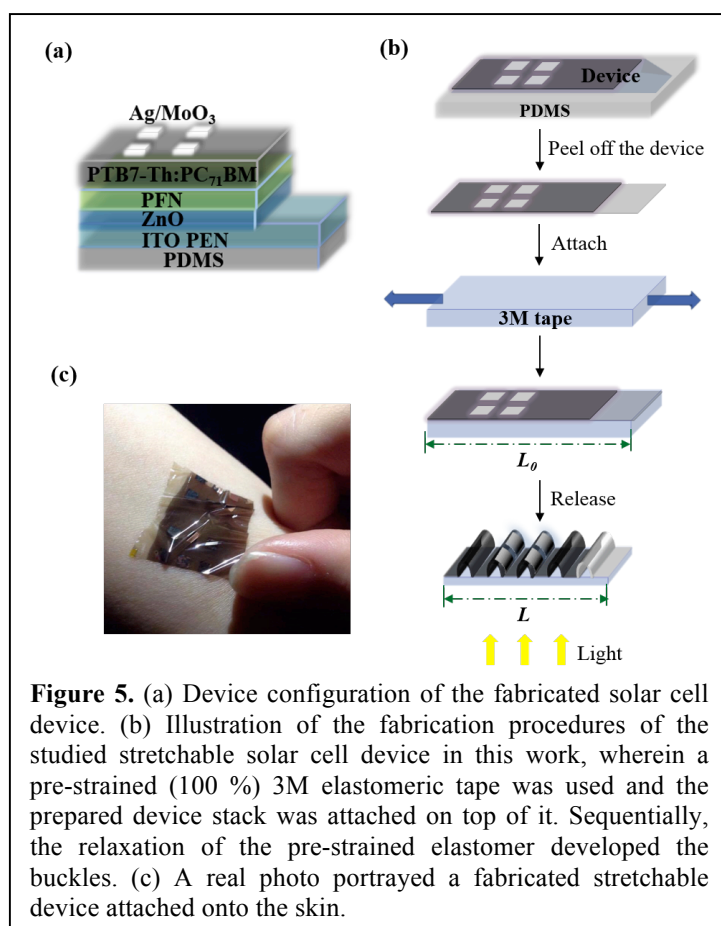 (a)
Ag/MoO3
PTB7-Th:PC71BM
PFN
ZnO
ITO PEN
PDMS
(b)
Device
PDMS
Peel off the device
Attach
3M tape
L0
Release
L
Light
(c)
Figure 5. (a) Device configuration of the fabricated solar cell
device. (b) Illustration of the fabrication procedures of the
studied stretchable solar cell device in this work, wherein a
pre-strained (100 %) 3M elastomeric tape was used and the
prepared device stack was attached on top of it. Sequentially,
the relaxation of the pre-strained elastomer developed the
buckles. (c) A real photo portrayed a fabricated stretchable
device attached onto the skin.